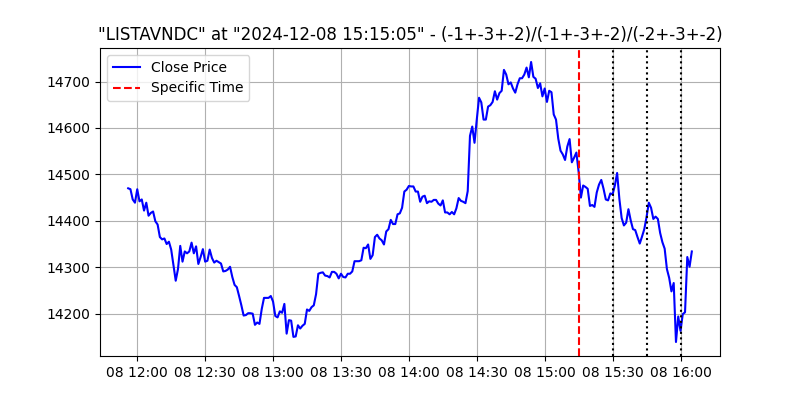 "LISTAVNDC" at "2024-12-08 15:15:05" - (-1+-3+-2)/(-1+-3+-2)/(-2+-3+-2)
Close Price
Specific Time
14700
14600
14500
14400
14300
14200
08 12:00 08 12:30 08 13:00 08 13:30 08 14:00 08 14:30 08 15:00 08 15:30 08 16:00